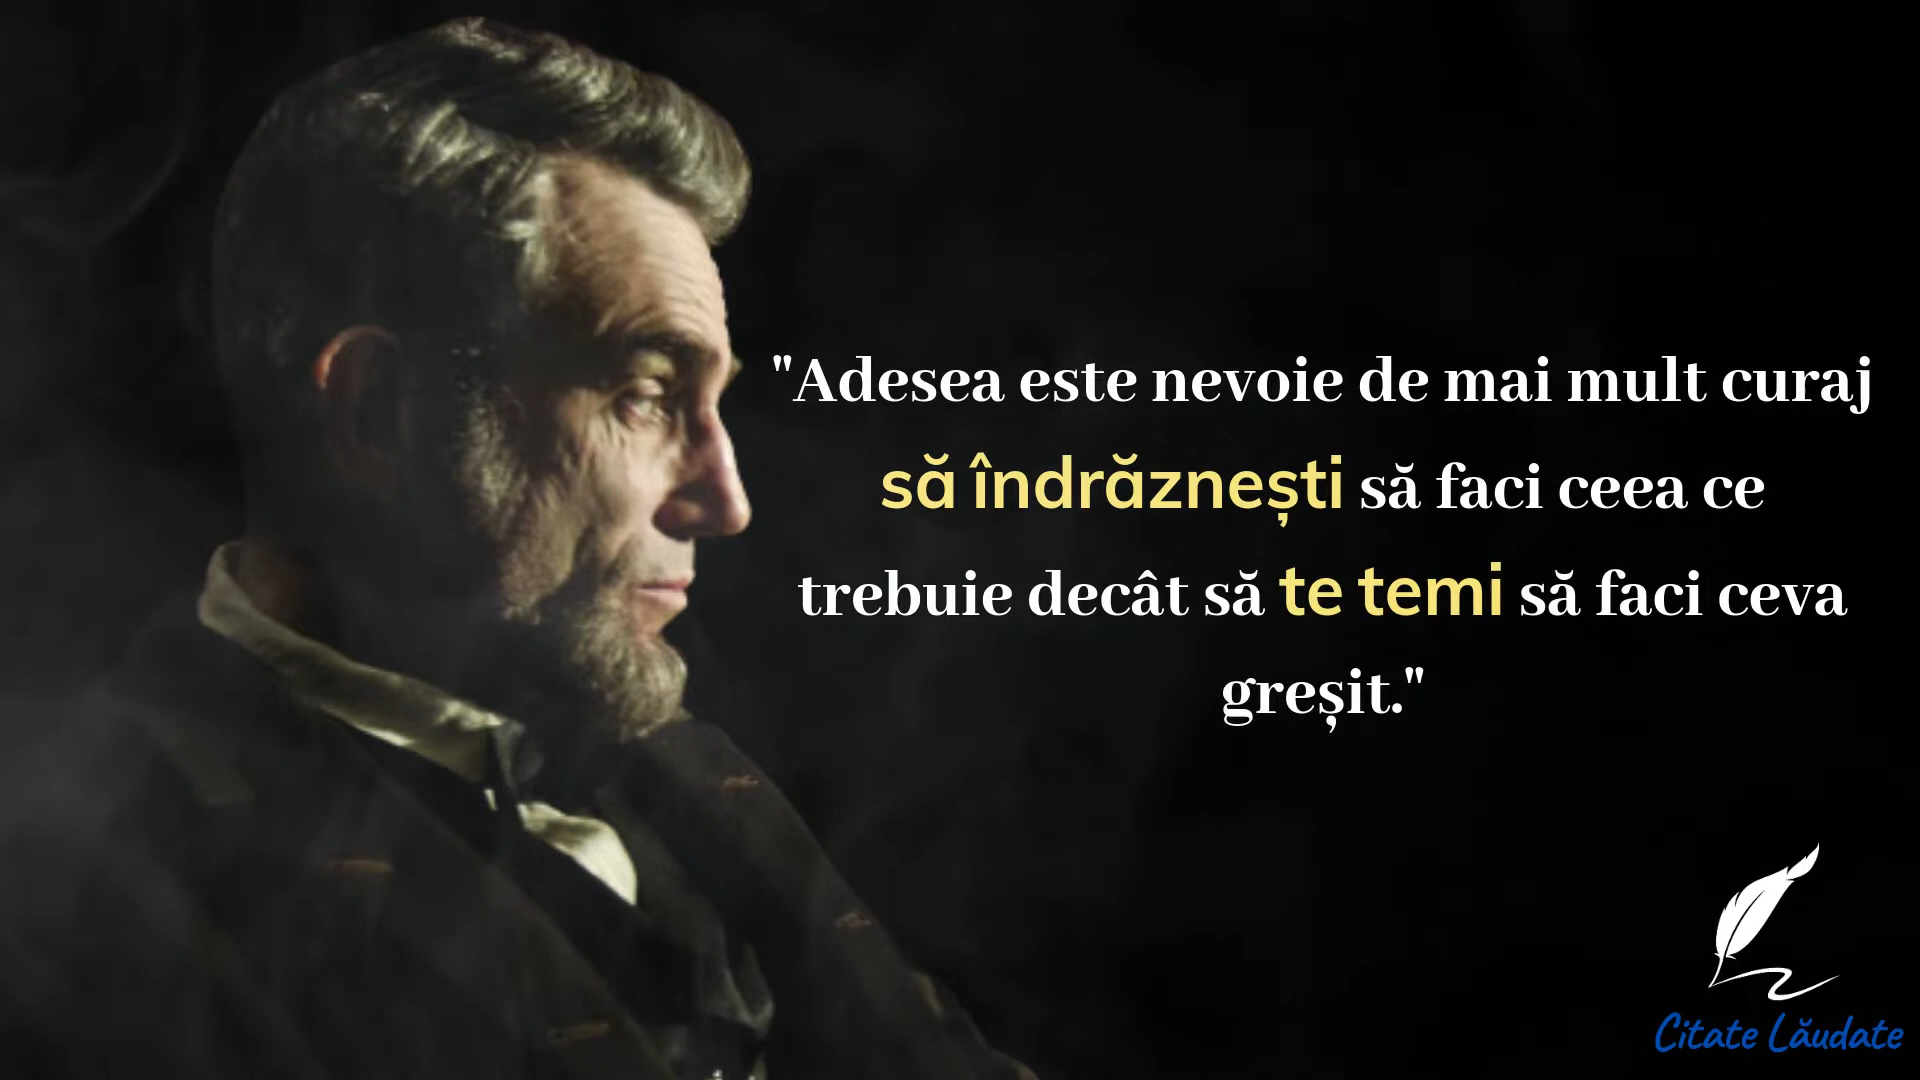 "Adesea este nevoie de mai mult curaj
să îndrăznești să faci ceea ce
trebuie decât să te temi să faci ceva
greșit."
Citate Lăudate